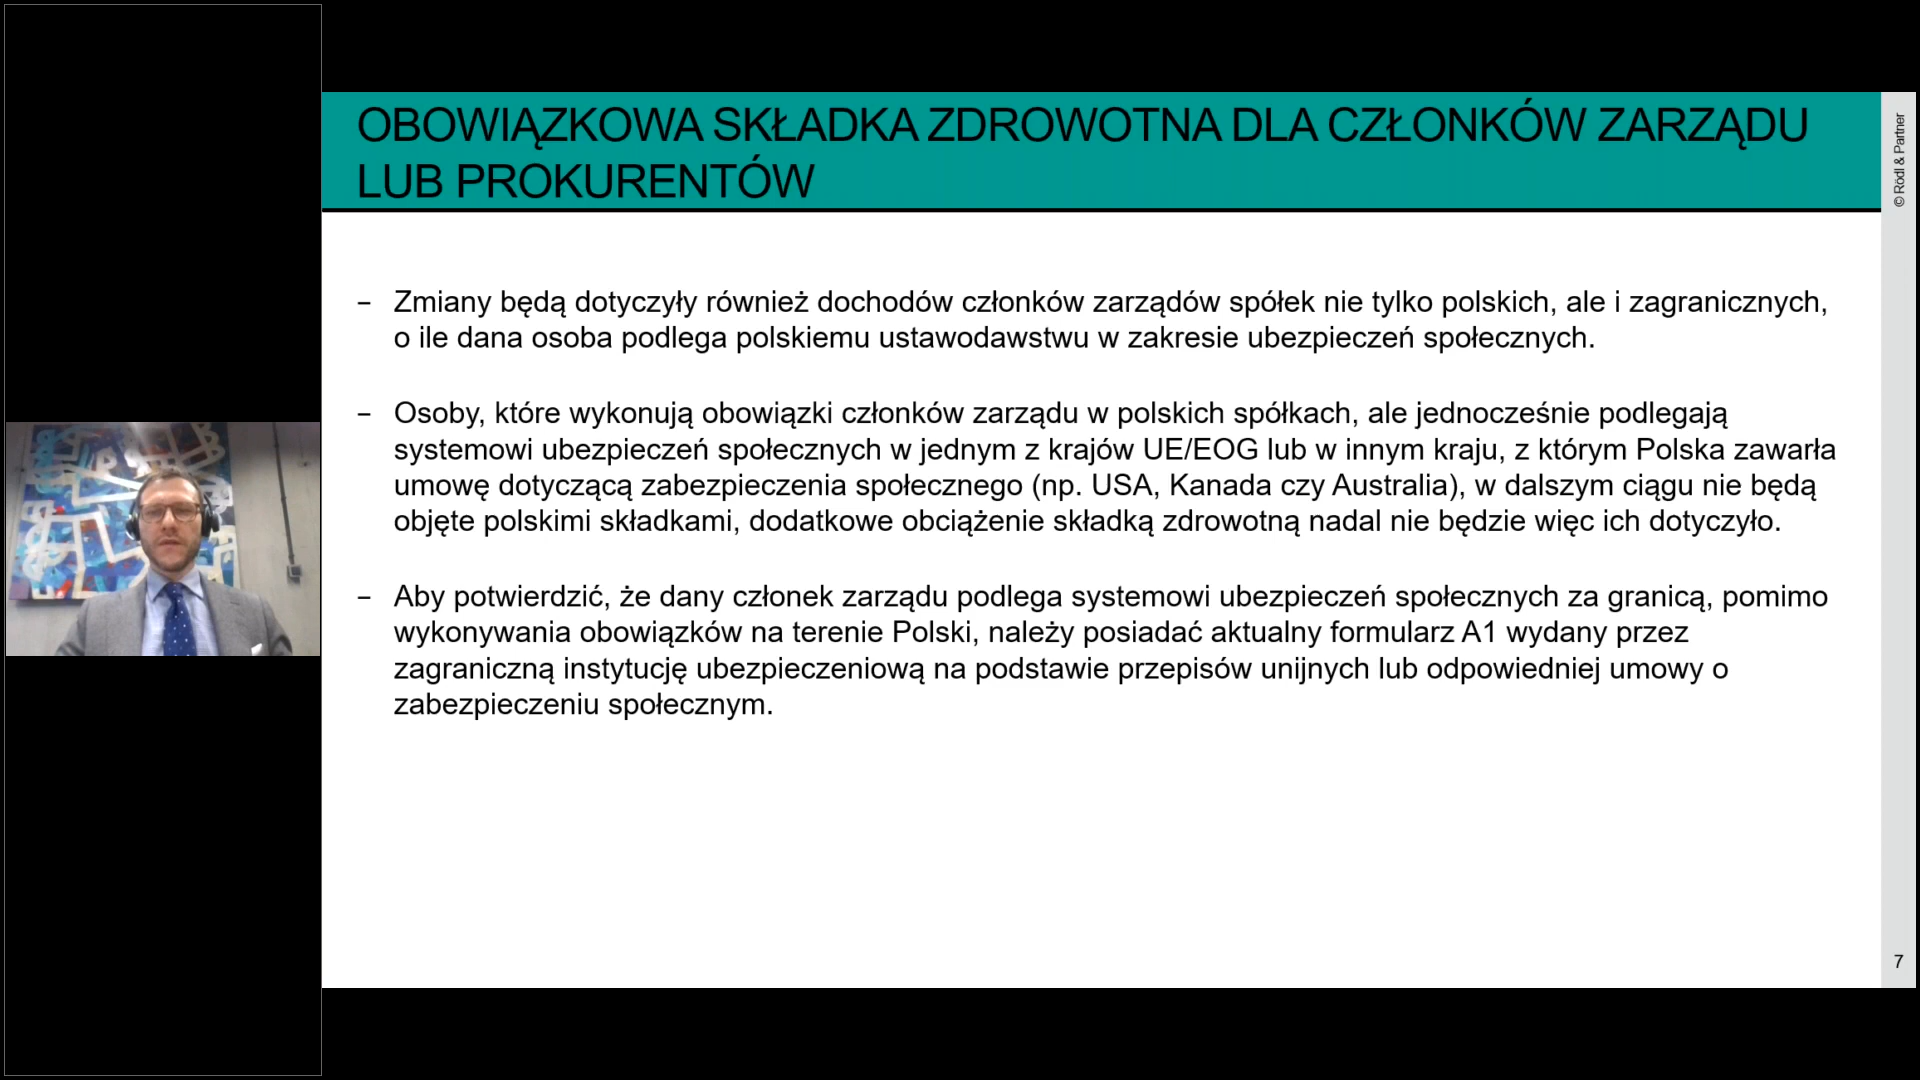 OBOWIĄZKOWA SKŁADKA ZDROWOTNA DLA CZŁONKÓW ZARZĄDU
LUB PROKURENTÓW
© Rödl & Partner
– Zmiany będą dotyczyły również dochodów członków zarządów spółek nie tylko polskich, ale i zagranicznych,
o ile dana osoba podlega polskiemu ustawodawstwu w zakresie ubezpieczeń społecznych.
– Osoby, które wykonują obowiązki członków zarządu w polskich spółkach, ale jednocześnie podlegają
systemowi ubezpieczeń społecznych w jednym z krajów UE/EOG lub w innym kraju, z którym Polska zawarła
umowę dotyczącą zabezpieczenia społecznego (np. USA, Kanada czy Australia), w dalszym ciągu nie będą
objęte polskimi składkami, dodatkowe obciążenie składką zdrowotną nadal nie będzie więc ich dotyczyło.
– Aby potwierdzić, że dany członek zarządu podlega systemowi ubezpieczeń społecznych za granicą, pomimo
wykonywania obowiązków na terenie Polski, należy posiadać aktualny formularz A1 wydany przez
zagraniczną instytucję ubezpieczeniową na podstawie przepisów unijnych lub odpowiedniej umowy o
zabezpieczeniu społecznym.
7